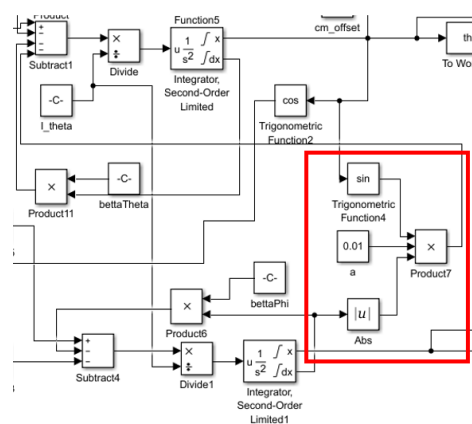 Product
Function5
cm_offset
+
−
−
−
Subtract1
×
÷
Divide
u 1 ∫ x
s² ∫dx
Integrator,
Second-Order
Limited
th
To Wo
-C-
I_theta
cos
Trigonometric
Function2
×
Product11
-C-
bettaTheta
sin
Trigonometric
Function4
0.01
a
×
Product7
-C-
bettaPhi
×
Product6
|u|
Abs
+
−
−
Subtract4
×
÷
Divide1
u 1 ∫ x
s² ∫dx
Integrator,
Second-Order
Limited1